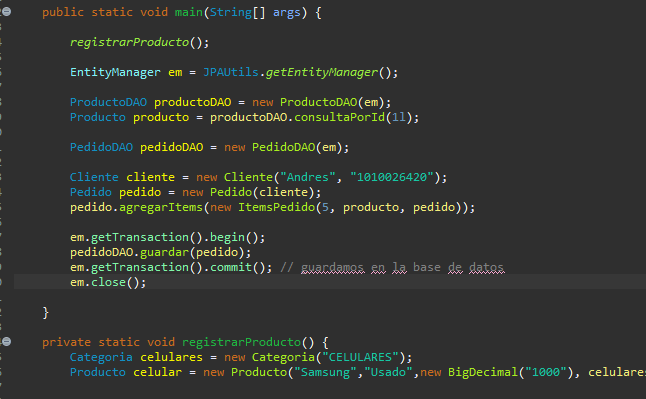 public static void main(String[] args) {
registrarProducto();
EntityManager em = JPAUtils.getEntityManager();
ProductoDAO productoDAO = new ProductoDAO(em);
Producto producto = productoDAO.consultaPorId(1l);
PedidoDAO pedidoDAO = new PedidoDAO(em);
Cliente cliente = new Cliente("Andres", "1010026420");
Pedido pedido = new Pedido(cliente);
pedido.agregarItems(new ItemsPedido(5, producto, pedido));
em.getTransaction().begin();
pedidoDAO.guardar(pedido);
em.getTransaction().commit(); // guardamos en la base de datos
em.close();
}
private static void registrarProducto() {
Categoria celulares = new Categoria("CELULARES");
Producto celular = new Producto("Samsung","Usado",new BigDecimal("1000"), celulares